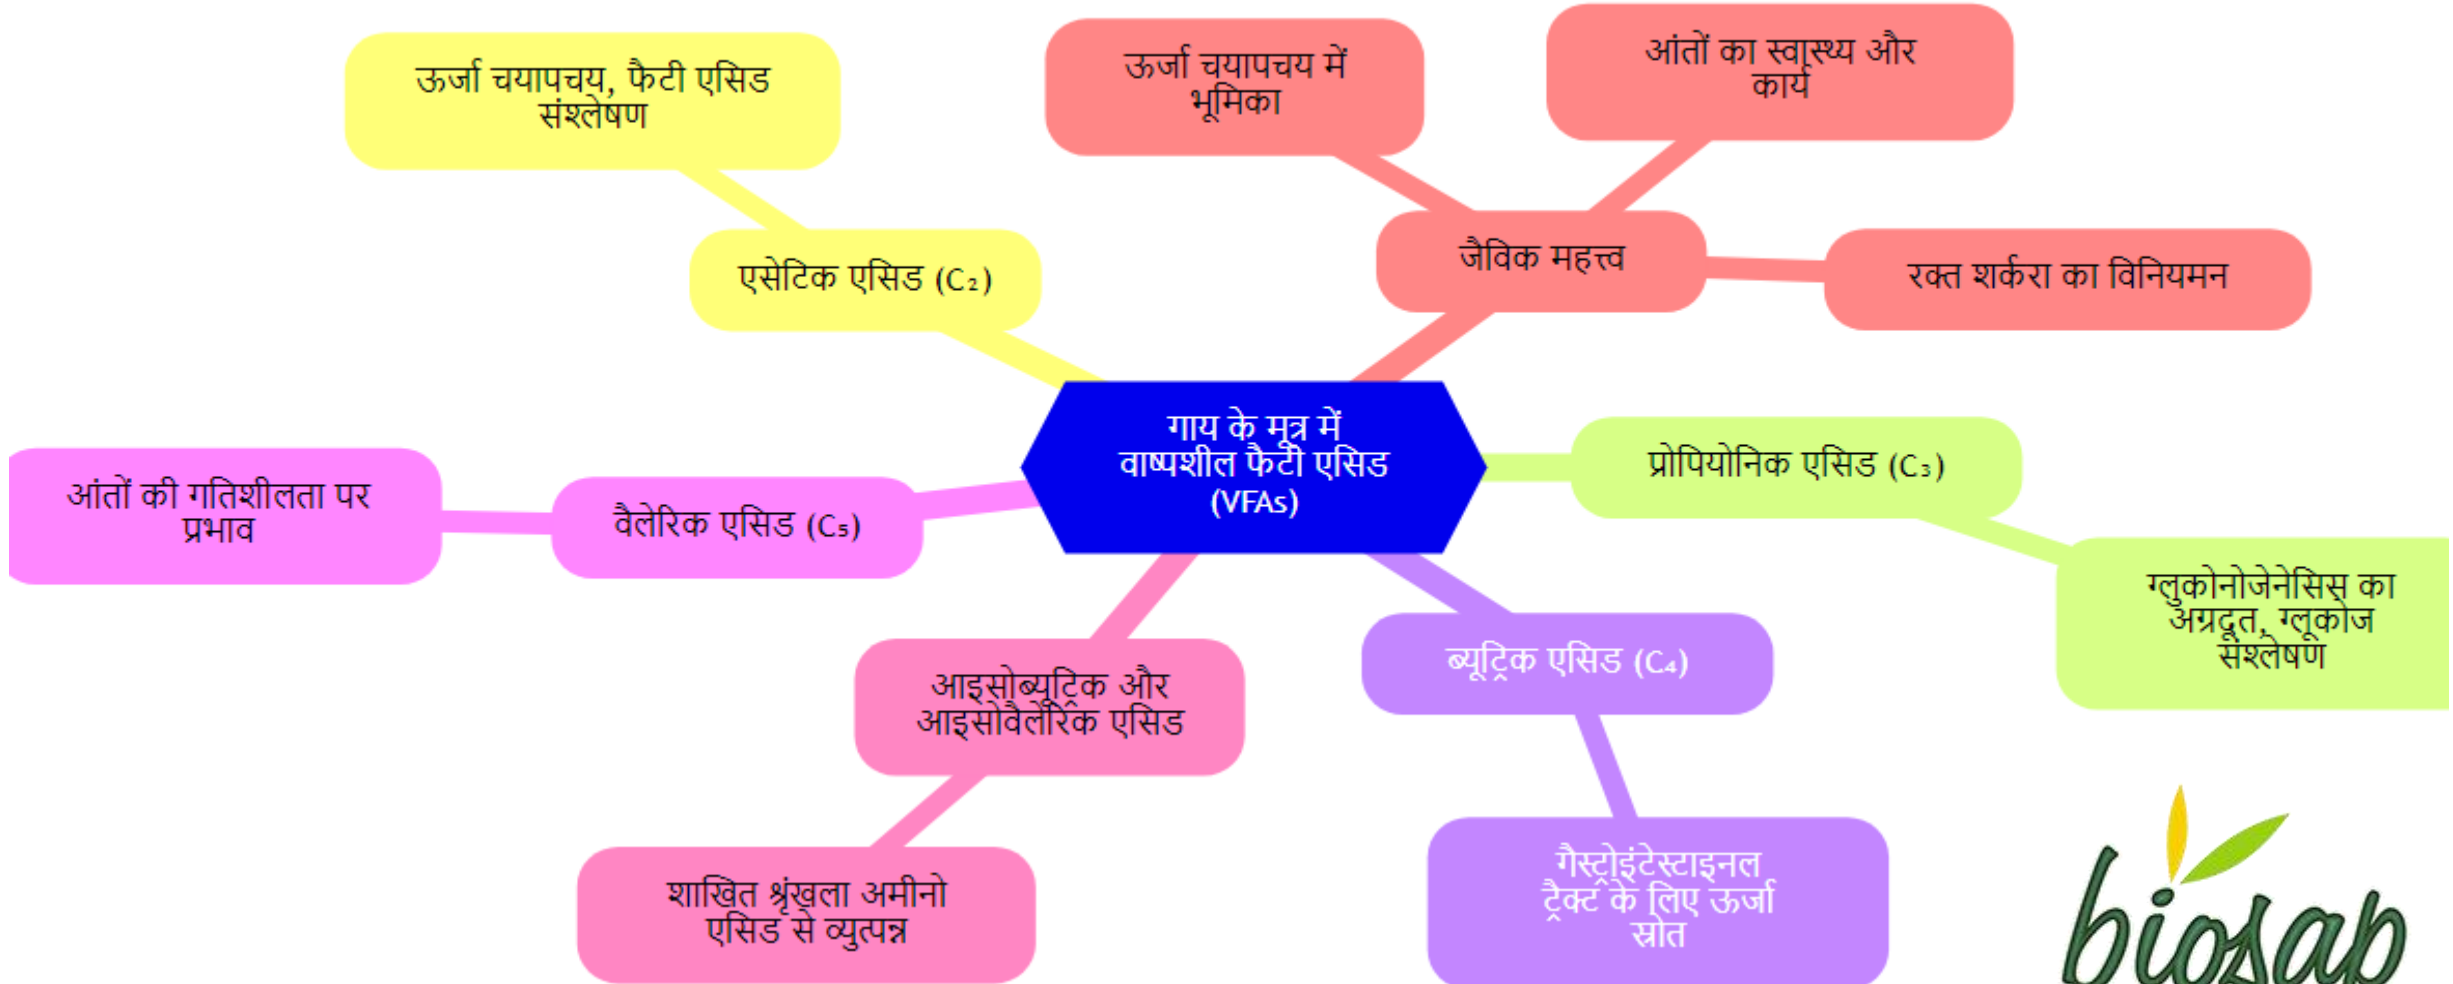 ऊर्जा चयापचय, फैटी एसिड
संश्लेषण
ऊर्जा चयापचय में
भूमिका
आंतों का स्वास्थ्य और
कार्य
एसेटिक एसिड (C₂)
जैविक महत्त्व
रक्त शर्करा का विनियमन
गाय के मूत्र में
वाष्पशील फैटी एसिड
(VFAs)
प्रोपियोनिक एसिड (C₃)
आंतों की गतिशीलता पर
प्रभाव
वैलेरिक एसिड (C₅)
ग्लुकोनोजेनेसिस का
अग्रदूत, ग्लूकोज
संश्लेषण
आइसोब्यूट्रिक और
आइसोवैलेरिक एसिड
ब्यूट्रिक एसिड (C₄)
शाखित श्रृंखला अमीनो
एसिड से व्युत्पन्न
गैस्ट्रोइंटेस्टाइनल
ट्रैक्ट के लिए ऊर्जा
स्रोत
biosap